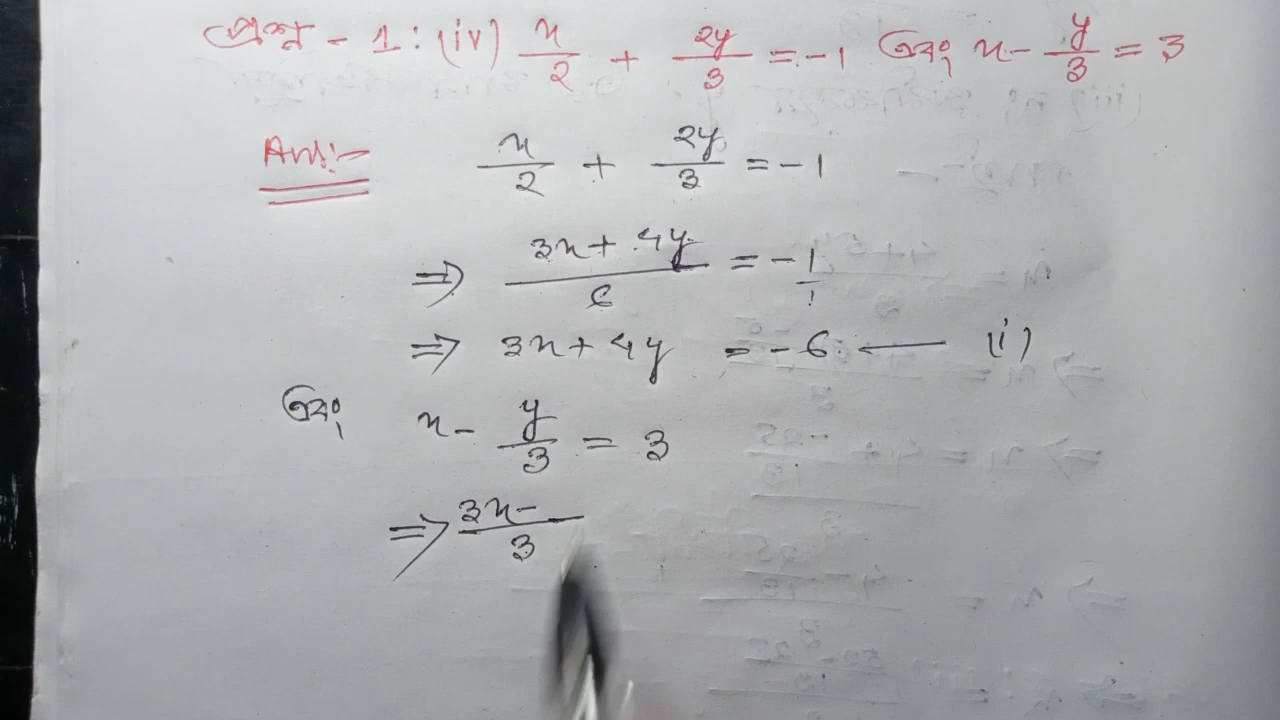 প্রশ্ন - 1 : (iv) x/2 + 2y/3 = -1 এবং x - y/3 = 3
Ans:- x/2 + 2y/3 = -1
⇒ 3x + 4y/6 = -1/1
⇒ 3x + 4y = -6 ← (i)
এবং x - y/3 = 3
⇒ 3x -/3